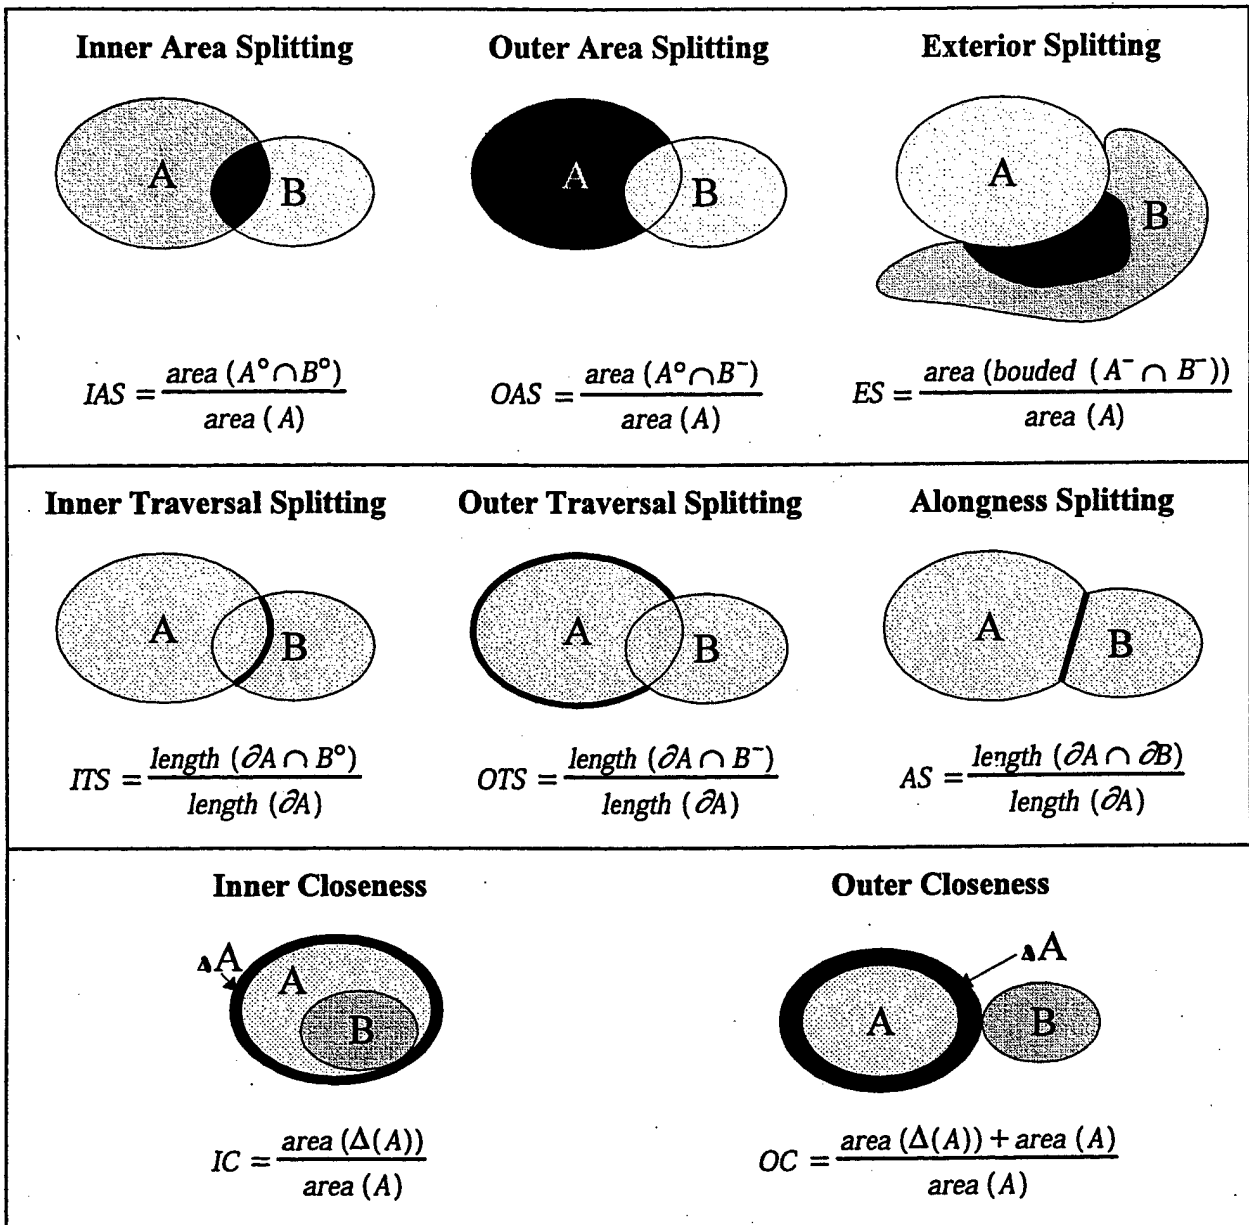 Inner Area Splitting
Outer Area Splitting
Exterior Splitting
A
B
A
B
A
B
IAS = area (A° ∩ B°) / area (A)
OAS = area (A° ∩ B⁻) / area (A)
ES = area (bouded (A⁻ ∩ B⁻)) / area (A)
Inner Traversal Splitting
Outer Traversal Splitting
Alongness Splitting
A
B
A
B
A
B
ITS = length (∂A ∩ B°) / length (∂A)
OTS = length (∂A ∩ B⁻) / length (∂A)
AS = length (∂A ∩ ∂B) / length (∂A)
Inner Closeness
Outer Closeness
ΔA
A
B
ΔA
A
B
IC = area (Δ(A)) / area (A)
OC = area (Δ(A)) + area (A) / area (A)